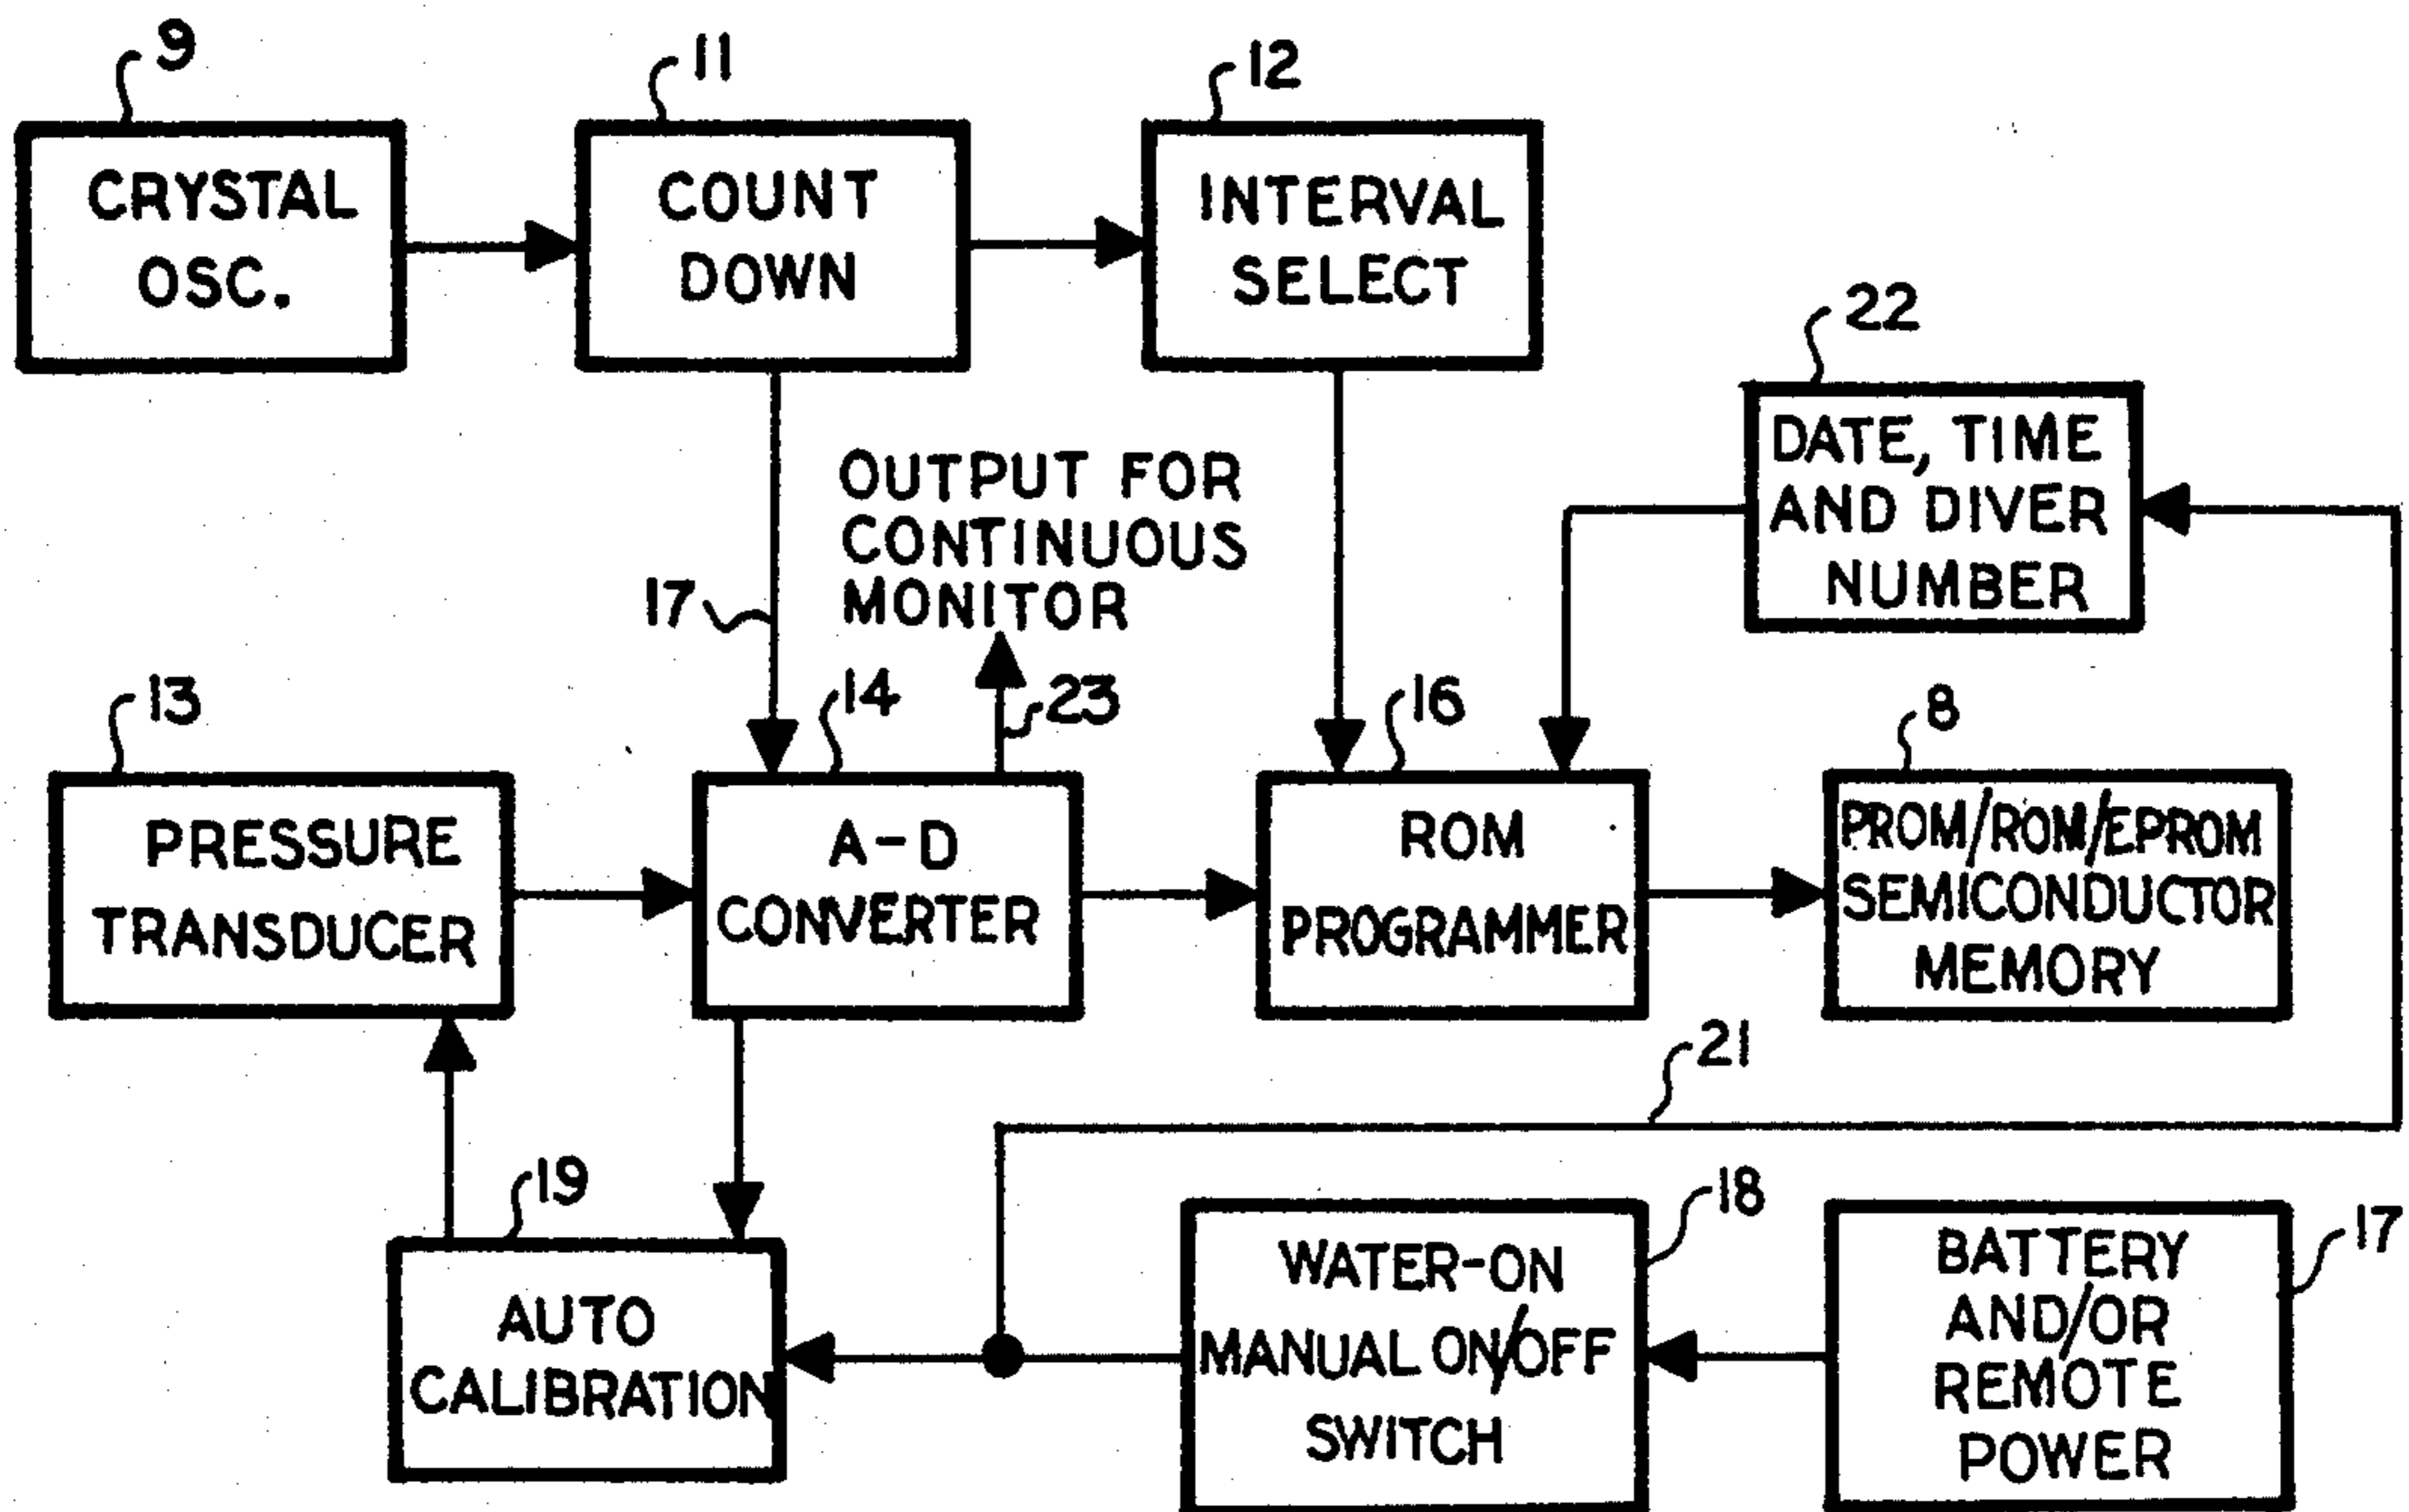 9
11
12
CRYSTAL
OSC.
COUNT
DOWN
INTERVAL
SELECT
22
DATE, TIME
AND DIVER
NUMBER
OUTPUT FOR
CONTINUOUS
MONITOR
17
13
14
23
16
8
PRESSURE
TRANSDUCER
A-D
CONVERTER
ROM
PROGRAMMER
PROM/ROM/EPROM
SEMICONDUCTOR
MEMORY
21
19
18
17
AUTO
CALIBRATION
WATER-ON
MANUAL ON/OFF
SWITCH
BATTERY
AND/OR
REMOTE
POWER